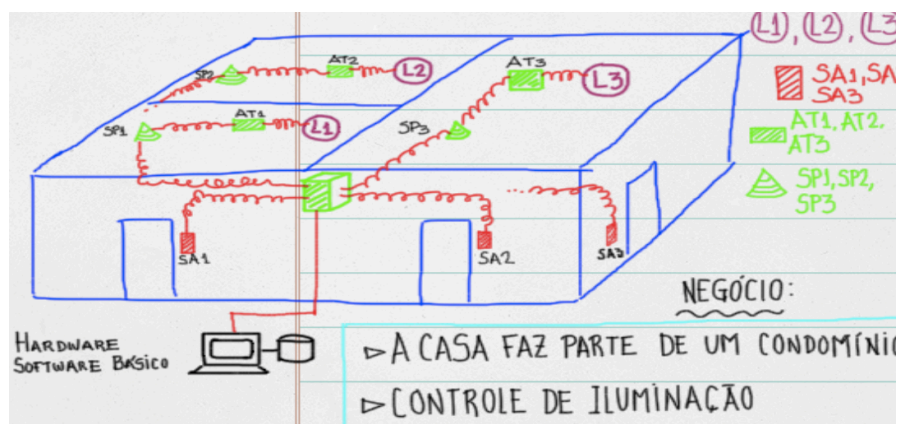 L1, L2, L3
SP2
AT2
L2
AT3
L3
SA1, SA
SA3
SP1
AT1
L1
SP3
AT1, AT2,
AT3
SP1, SP2,
SP3
SA1
SA2
SA3
NEGÓCIO:
HARDWARE
SOFTWARE BÁSICO
▷ A CASA FAZ PARTE DE UM CONDOMÍNIO
▷ CONTROLE DE ILUMINAÇÃO